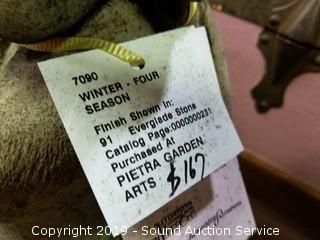 7090
WINTER - FOUR
SEASON
Finish Shown In:
91 Everglade Stone
Catalog Page:0000000231
Purchased At
PIETRA GARDEN
ARTS $167
Copyright 2019 - Sound Auction Service